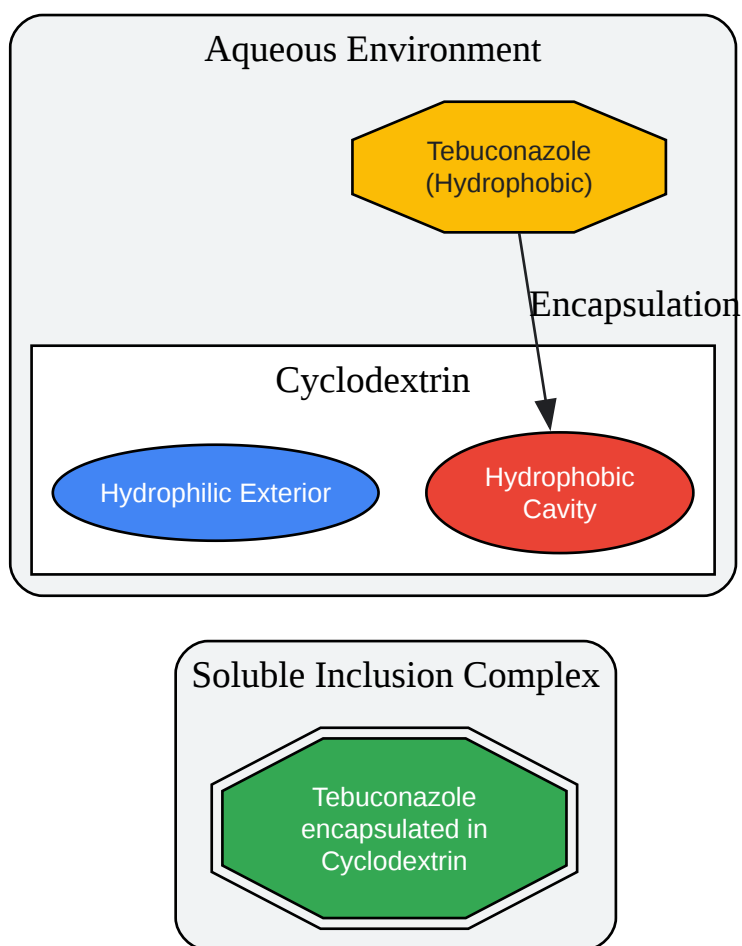 Aqueous Environment
Tebuconazole
(Hydrophobic)
Encapsulation
Cyclodextrin
Hydrophilic Exterior
Hydrophobic
Cavity
Soluble Inclusion Complex
Tebuconazole
encapsulated in
Cyclodextrin